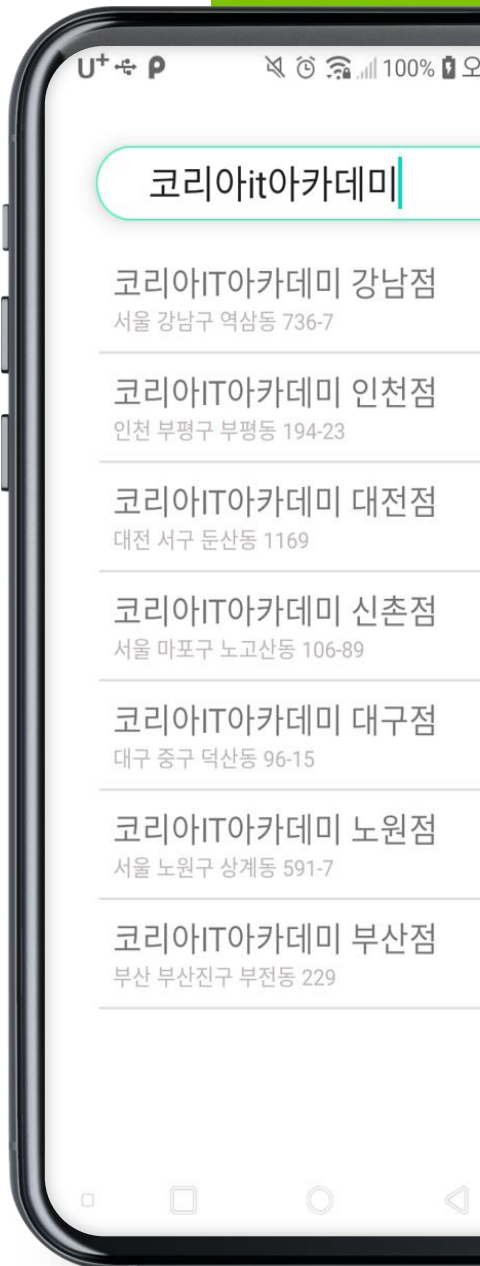 U+ 100% 오
코리아it아카데미
코리아IT아카데미 강남점
서울 강남구 역삼동 736-7
코리아IT아카데미 인천점
인천 부평구 부평동 194-23
코리아IT아카데미 대전점
대전 서구 둔산동 1169
코리아IT아카데미 신촌점
서울 마포구 노고산동 106-89
코리아IT아카데미 대구점
대구 중구 덕산동 96-15
코리아IT아카데미 노원점
서울 노원구 상계동 591-7
코리아IT아카데미 부산점
부산 부산진구 부전동 229